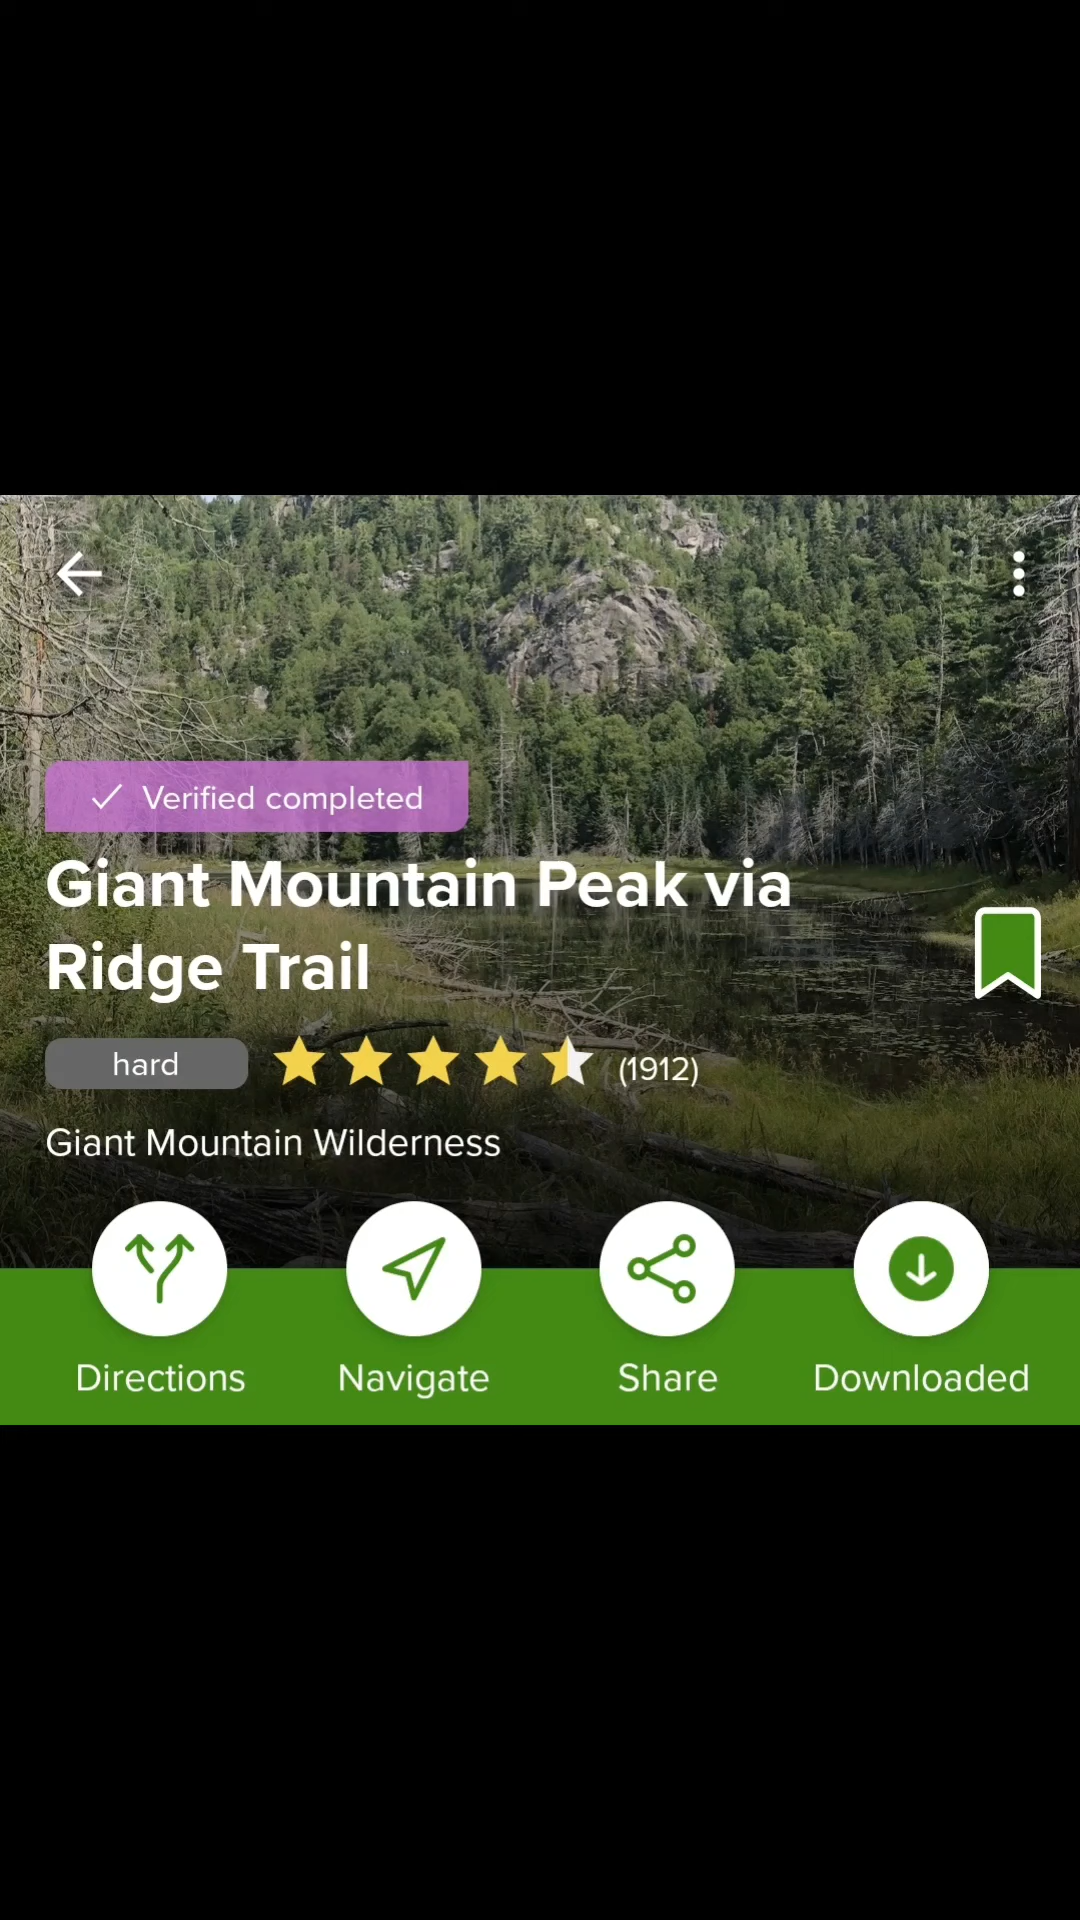 Verified completed
Giant Mountain Peak via
Ridge Trail
hard
(1912)
Giant Mountain Wilderness
Directions Navigate Share Downloaded